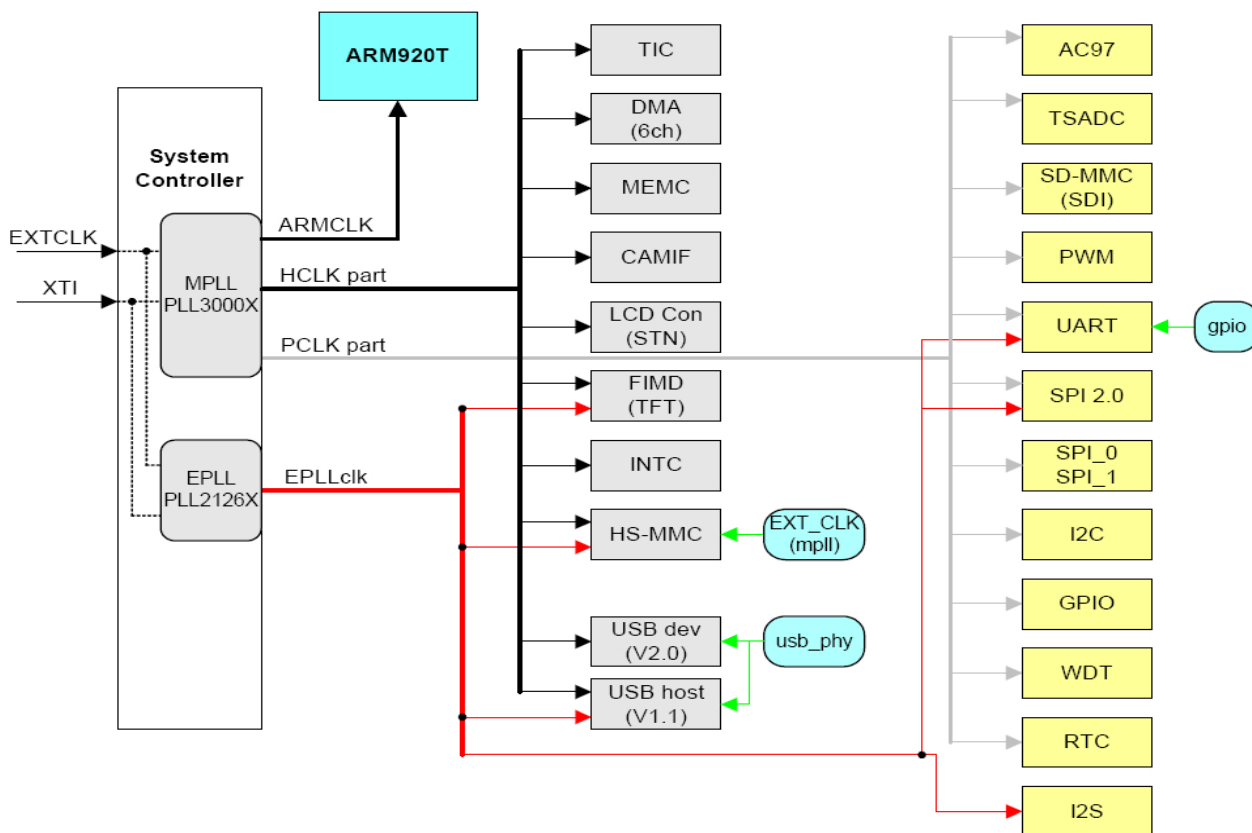 ARM920T
System
Controller
EXTCLK
XTI
MPLL
PLL3000X
EPLL
PLL2126X
ARMCLK
HCLK part
PCLK part
EPLLclk
TIC
DMA
(6ch)
MEMC
CAMIF
LCD Con
(STN)
FIMD
(TFT)
INTC
HS-MMC
USB dev
(V2.0)
USB host
(V1.1)
EXT_CLK
(mpll)
usb_phy
AC97
TSADC
SD-MMC
(SDI)
PWM
UART
SPI 2.0
SPI_0
SPI_1
I2C
GPIO
WDT
RTC
I2S
gpio